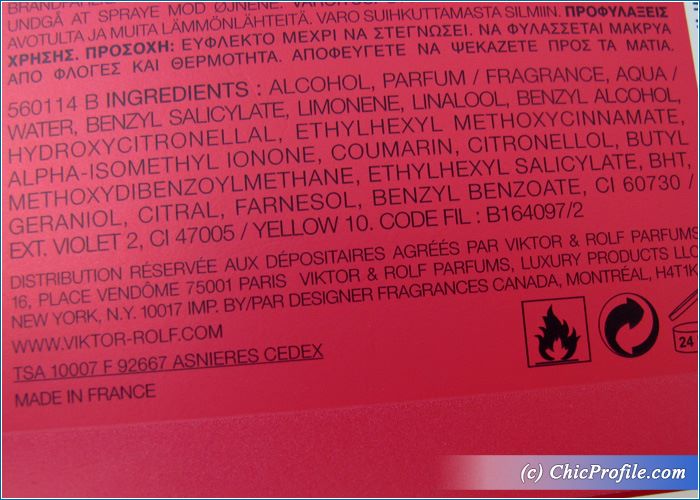 UNDGÅ AT SPRAYE MOD ØJNENE.
AVOTULTA JA MUITA LÄMMÖNLÄHTEITÄ. VARO SUIHKUTTAMASTA SILMIIN. ΠΡΟΦΥΛΑΞΕΙΣ
ΧΡΗΣΗΣ. ΠΡΟΣΟΧΗ: ΕΥΦΛΕΚΤΟ ΜΕΧΡΙ ΝΑ ΣΤΕΓΝΩΣΕΙ. ΝΑ ΦΥΛΑΣΣΕΤΑΙ ΜΑΚΡΥΑ
ΑΠΟ ΦΛΟΓΕΣ ΚΑΙ ΘΕΡΜΟΤΗΤΑ. ΑΠΟΦΕΥΓΕΤΕ ΝΑ ΨΕΚΑΖΕΤΕ ΠΡΟΣ ΤΑ ΜΑΤΙΑ.
560114 B INGREDIENTS : ALCOHOL, PARFUM / FRAGRANCE, AQUA /
WATER, BENZYL SALICYLATE, LIMONENE, LINALOOL, BENZYL ALCOHOL,
HYDROXYCITRONELLAL, ETHYLHEXYL METHOXYCINNAMATE,
ALPHA-ISOMETHYL IONONE, COUMARIN, CITRONELLOL, BUTYL
METHOXYDIBENZOYLMETHANE, ETHYLHEXYL SALICYLATE, BHT,
GERANIOL, CITRAL, FARNESOL, BENZYL BENZOATE, CI 60730 /
EXT. VIOLET 2, CI 47005 / YELLOW 10. CODE FIL : B164097/2
DISTRIBUTION RÉSERVÉE AUX DÉPOSITAIRES AGRÉÉS PAR VIKTOR & ROLF PARFUMS
16, PLACE VENDÔME 75001 PARIS VIKTOR & ROLF PARFUMS, LUXURY PRODUCTS LLC
NEW YORK, N.Y. 10017 IMP. BY/PAR DESIGNER FRAGRANCES CANADA, MONTRÉAL, H4T1K
WWW.VIKTOR-ROLF.COM
TSA 10007 F 92667 ASNIERES CEDEX
MADE IN FRANCE
24
(c) ChicProfile.com